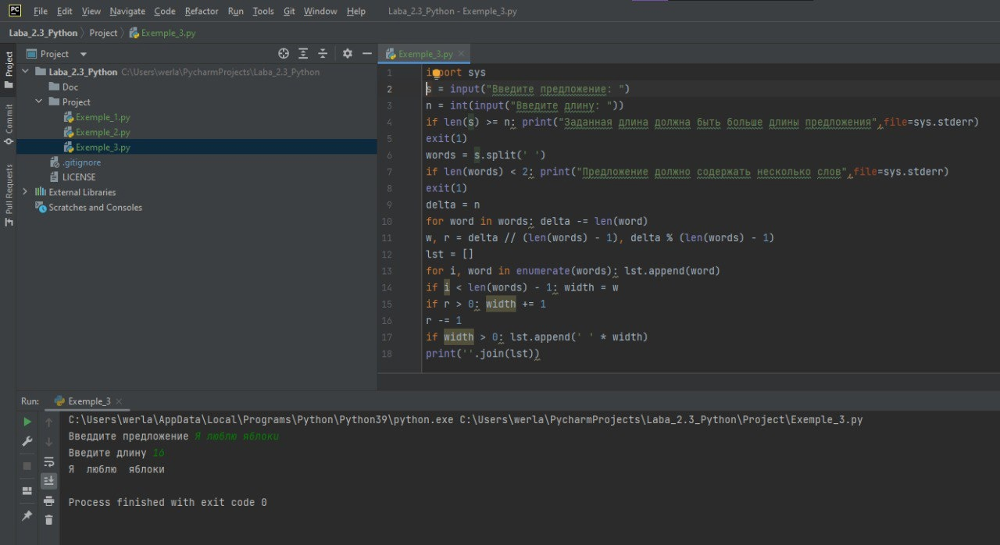 PC File Edit View Navigate Code Refactor Run Tools Git Window Help Laba_2.3_Python - Exemple_3.py
Laba_2.3_Python Project Exemple_3.py
Project
Project
Commit
Pull Requests
Laba_2.3_Python C:\Users\werla\PycharmProjects\Laba_2.3_Python
Doc
Project
Exemple_1.py
Exemple_2.py
Exemple_3.py
.gitignore
LICENSE
External Libraries
Scratches and Consoles
Exemple_3.py
1 import sys
2 s = input("Введите предложение: ")
3 n = int(input("Введите длину: "))
4 if len(s) >= n: print("Заданная длина должна быть больше длины предложения",file=sys.stderr)
5 exit(1)
6 words = s.split(' ')
7 if len(words) < 2: print("Предложение должно содержать несколько слов",file=sys.stderr)
8 exit(1)
9 delta = n
10 for word in words: delta -= len(word)
11 w, r = delta // (len(words) - 1), delta % (len(words) - 1)
12 lst = []
13 for i, word in enumerate(words): lst.append(word)
14 if i < len(words) - 1: width = w
15 if r > 0: width += 1
16 r -= 1
17 if width > 0: lst.append(' ' * width)
18 print(''.join(lst))
Run: Exemple_3
C:\Users\werla\AppData\Local\Programs\Python\Python39\python.exe C:\Users\werla\PycharmProjects\Laba_2.3_Python\Project\Exemple_3.py
Введдите предложение Я люблю яблоки
Введите длину 16
Я  люблю  яблоки
Process finished with exit code 0